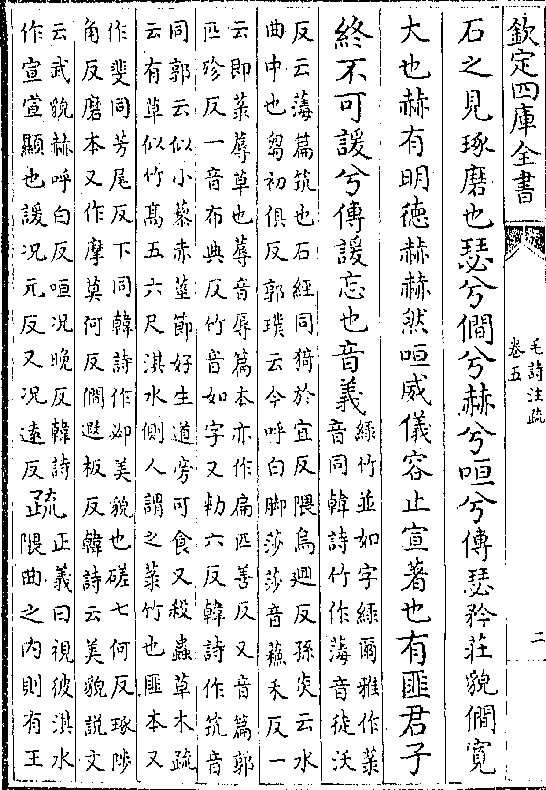 欽定四庫全書
毛詩注疏
卷五
二
石之見琢磨也瑟兮僩兮赫兮咺兮傳瑟矜莊貌僩寬
大也赫有明德赫赫然咺威儀容止宣著也有匪君子
終不可諼兮傳諼忘也音義
綠竹並如字綠爾雅作菉
音同韓詩竹作薄音徒沃
反云薄萹筑也石經同猗於宜反隈烏廻反孫炎云水
曲中也芻初俱反郭璞云今呼白脚莎莎音蘇禾反一
云即菉蓐草也蓐音辱萹本亦作扁匹善反又音篇郭
匹珍反一音布典反竹音如字又勑六反韓詩作筑音
同郭云似小藜赤莖節好生道旁可食又殺蟲草木疏
云有草似竹髙五六尺淇水側人謂之菉竹也匪本又
作斐同芳尾反下同韓詩作邲美貌也磋七何反琢陟
角反磨本又作摩莫何反僩遐板反韓詩云美貌說文
云武貌赫呼白反咺况晚反韓詩
作宣宣顯也諼况元反又况遠反
疏
正義曰視彼淇水
隈曲之内則有王